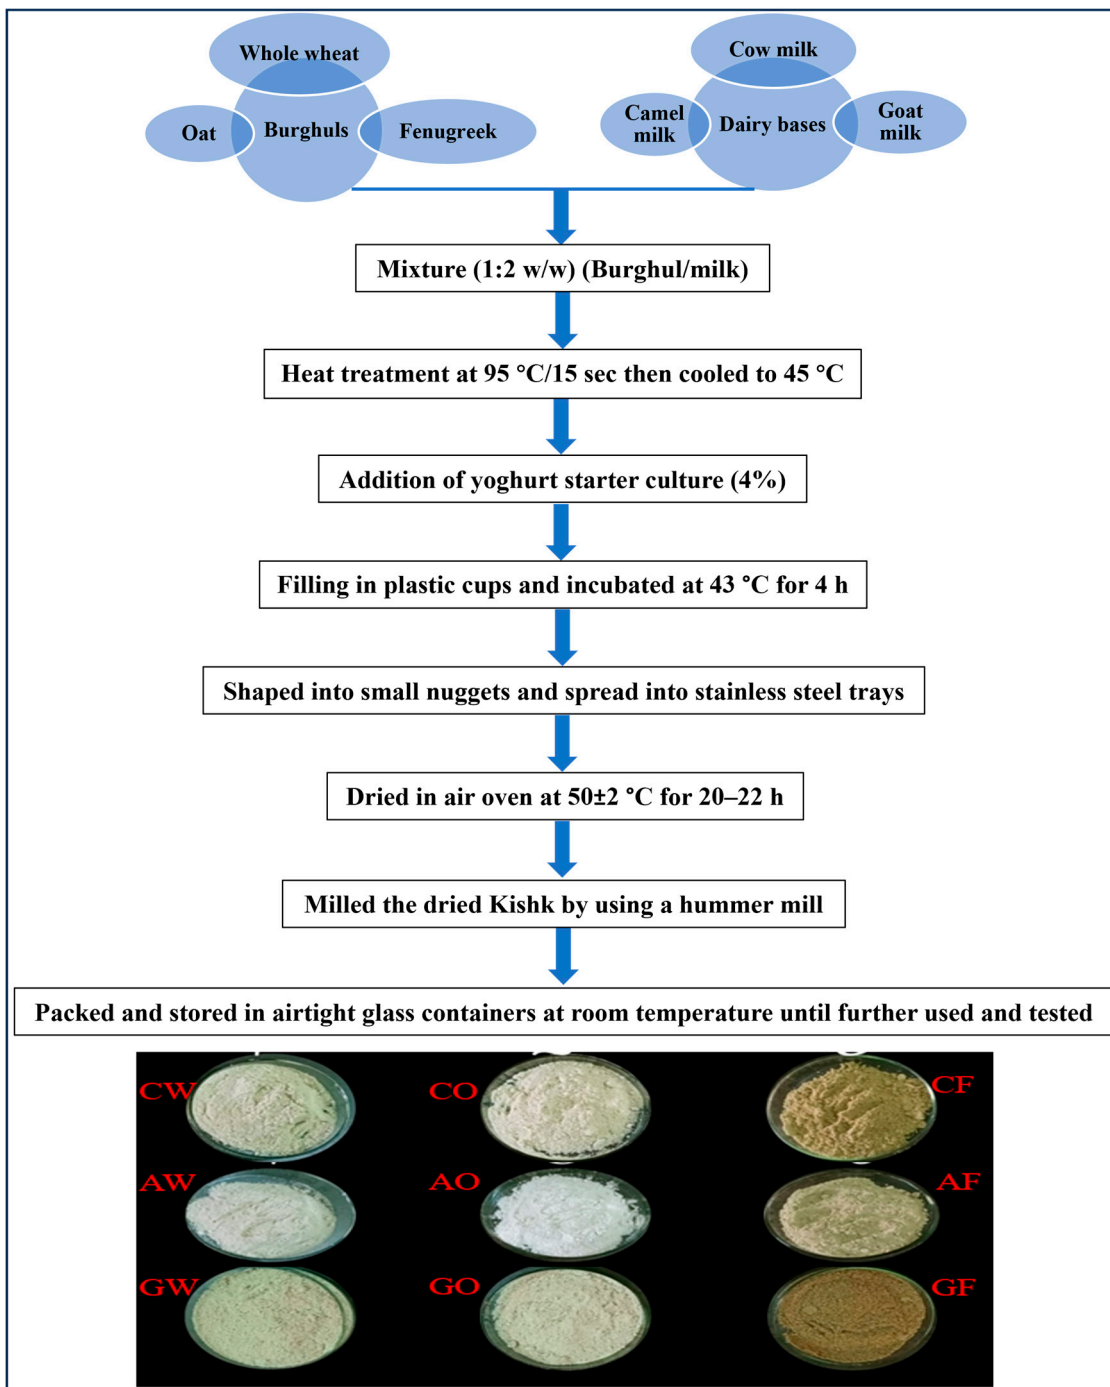 Whole wheat
Oat
Burghuls
Fenugreek
Cow milk
Camel
milk
Dairy bases
Goat
milk
Mixture (1:2 w/w) (Burghul/milk)
Heat treatment at 95 °C/15 sec then cooled to 45 °C
Addition of yoghurt starter culture (4%)
Filling in plastic cups and incubated at 43 °C for 4 h
Shaped into small nuggets and spread into stainless steel trays
Dried in air oven at 50±2 °C for 20–22 h
Milled the dried Kishk by using a hummer mill
Packed and stored in airtight glass containers at room temperature until further used and tested
CW
CO
CF
AW
AO
AF
GW
GO
GF